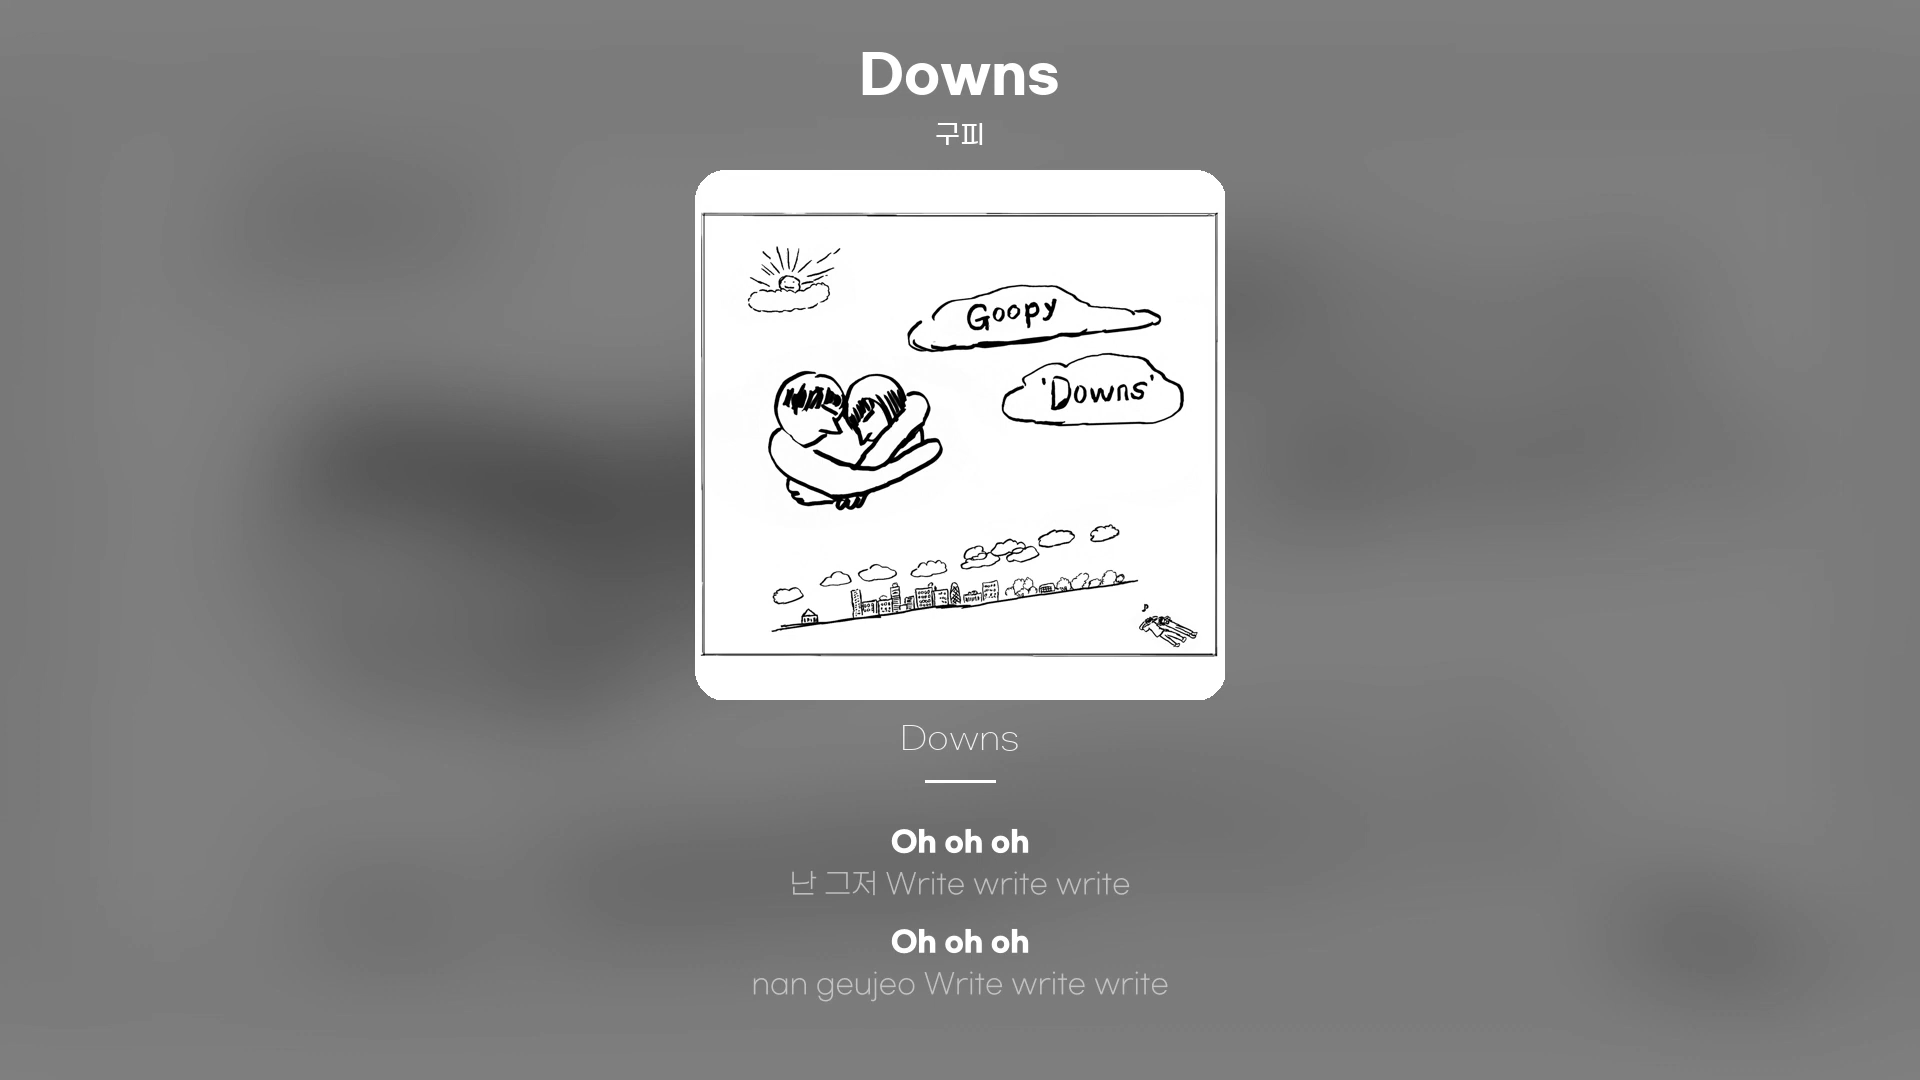 Downs
구피
Goopy
'Downs'
Downs
Oh oh oh
난 그저 Write write write
Oh oh oh
nan geujeo Write write write